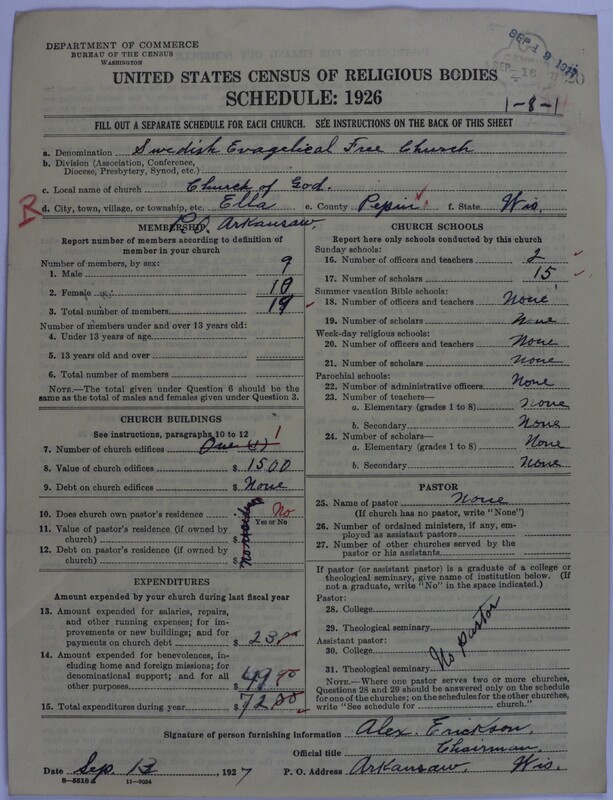 DEPARTMENT OF COMMERCE
BUREAU OF THE CENSUS
WASHINGTON
SEP 18 1927
UNITED STATES CENSUS OF RELIGIOUS BODIES
SCHEDULE: 1926
1-8-1
FILL OUT A SEPARATE SCHEDULE FOR EACH CHURCH. SEE INSTRUCTIONS ON THE BACK OF THIS SHEET
a. Denomination Swedish Evagelical Free Church
b. Division (Association, Conference, Diocese, Presbytery, Synod, etc.)
c. Local name of church Church of God.
R d. City, town, village, or township, etc. Ella e. County Pepin f. State Wis.
P.O. Arkansaw,
MEMBERSHIP
Report number of members according to definition of member in your church
Number of members, by sex:
1. Male 9
2. Female 10
3. Total number of members 19
Number of members under and over 13 years old:
4. Under 13 years of age
5. 13 years old and over
6. Total number of members
NOTE.—The total given under Question 6 should be the same as the total of males and females given under Question 3.
CHURCH BUILDINGS
See instructions, paragraphs 10 to 12
7. Number of church edifices One (1) 1
8. Value of church edifices $ 1500
9. Debt on church edifices $ None
10. Does church own pastor's residence No
Yes or No
11. Value of pastor's residence (if owned by church) $
12. Debt on pastor's residence (if owned by church) $
EXPENDITURES
Amount expended by your church during last fiscal year
13. Amount expended for salaries, repairs, and other running expenses; for improvements or new buildings; and for payments on church debt $ 23
14. Amount expended for benevolences, including home and foreign missions; for denominational support; and for all other purposes $ 49
15. Total expenditures during year $ 72
CHURCH SCHOOLS
Report here only schools conducted by this church
Sunday schools:
16. Number of officers and teachers 2
17. Number of scholars 15
Summer vacation Bible schools:
18. Number of officers and teachers None
19. Number of scholars None
Week-day religious schools:
20. Number of officers and teachers None
21. Number of scholars None
Parochial schools:
22. Number of administrative officers None
23. Number of teachers—
a. Elementary (grades 1 to 8) None
b. Secondary None
24. Number of scholars—
a. Elementary (grades 1 to 8) None
b. Secondary None
PASTOR
25. Name of pastor None
(If church has no pastor, write "None")
26. Number of ordained ministers, if any, employed as assistant pastors
27. Number of other churches served by the pastor or his assistants
If pastor (or assistant pastor) is a graduate of a college or theological seminary, give name of institution below. (If not a graduate, write "No" in the space indicated.)
Pastor:
28. College
29. Theological seminary
Assistant pastor:
30. College
31. Theological seminary
No pastor
NOTE.—Where one pastor serves two or more churches, Questions 28 and 29 should be answered only on the schedule for one of the churches; on the schedules for the other churches, write "See schedule for church."
Signature of person furnishing information Alex. Erickson,
Official title Chairman.
Date Sep. 13, 1927 P. O. Address Arkansaw, Wis.
8-5518 a 11-9034